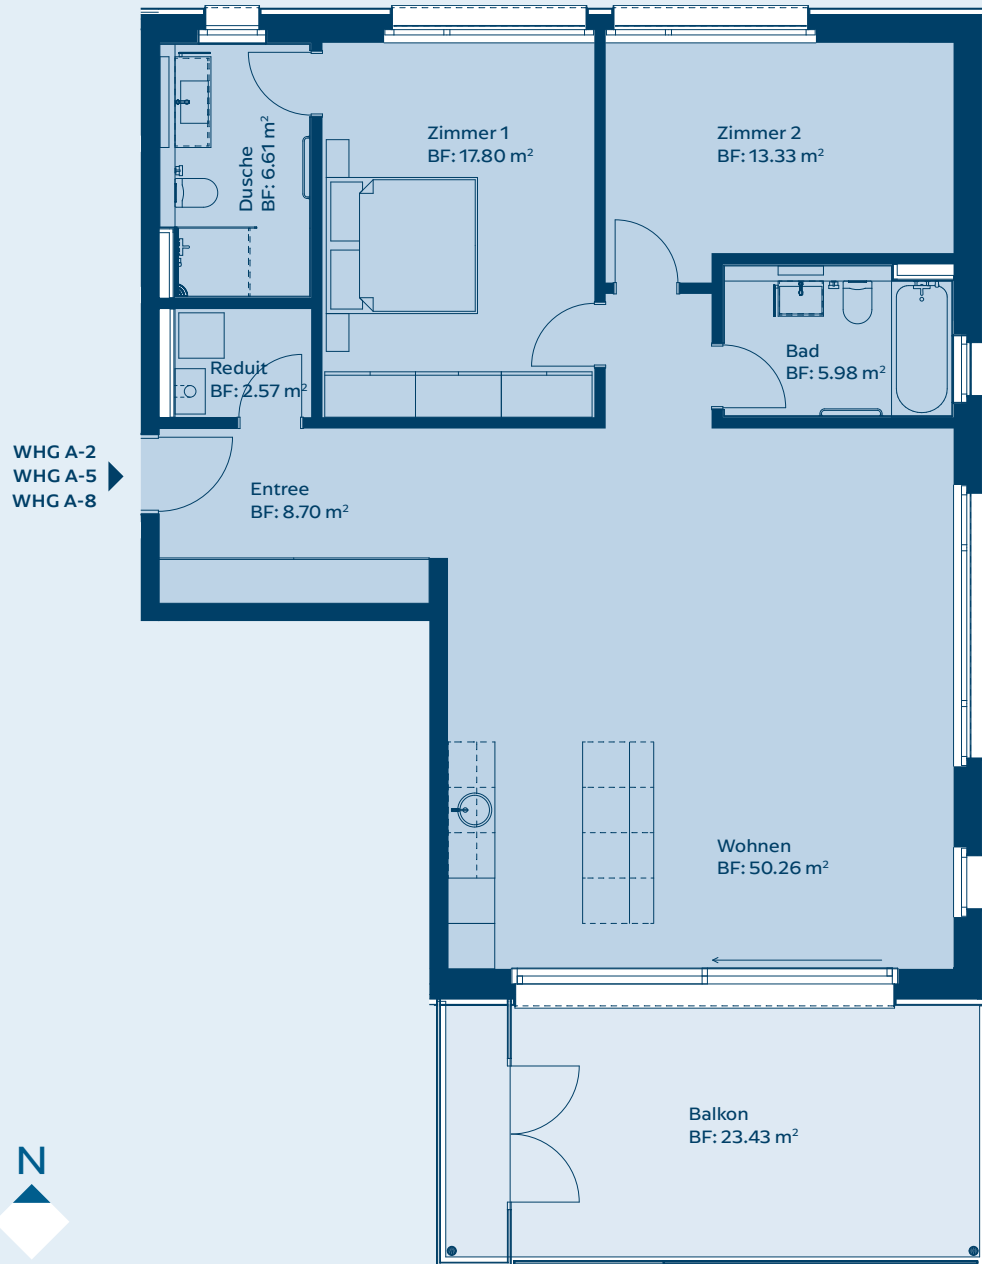 Zimmer 1
BF: 17.80 m²
Zimmer 2
BF: 13.33 m²
Dusche
BF: 6.61 m²
Reduit
BF: 2.57 m²
Bad
BF: 5.98 m²
WHG A-2
WHG A-5
WHG A-8
Entree
BF: 8.70 m²
Wohnen
BF: 50.26 m²
Balkon
BF: 23.43 m²
N